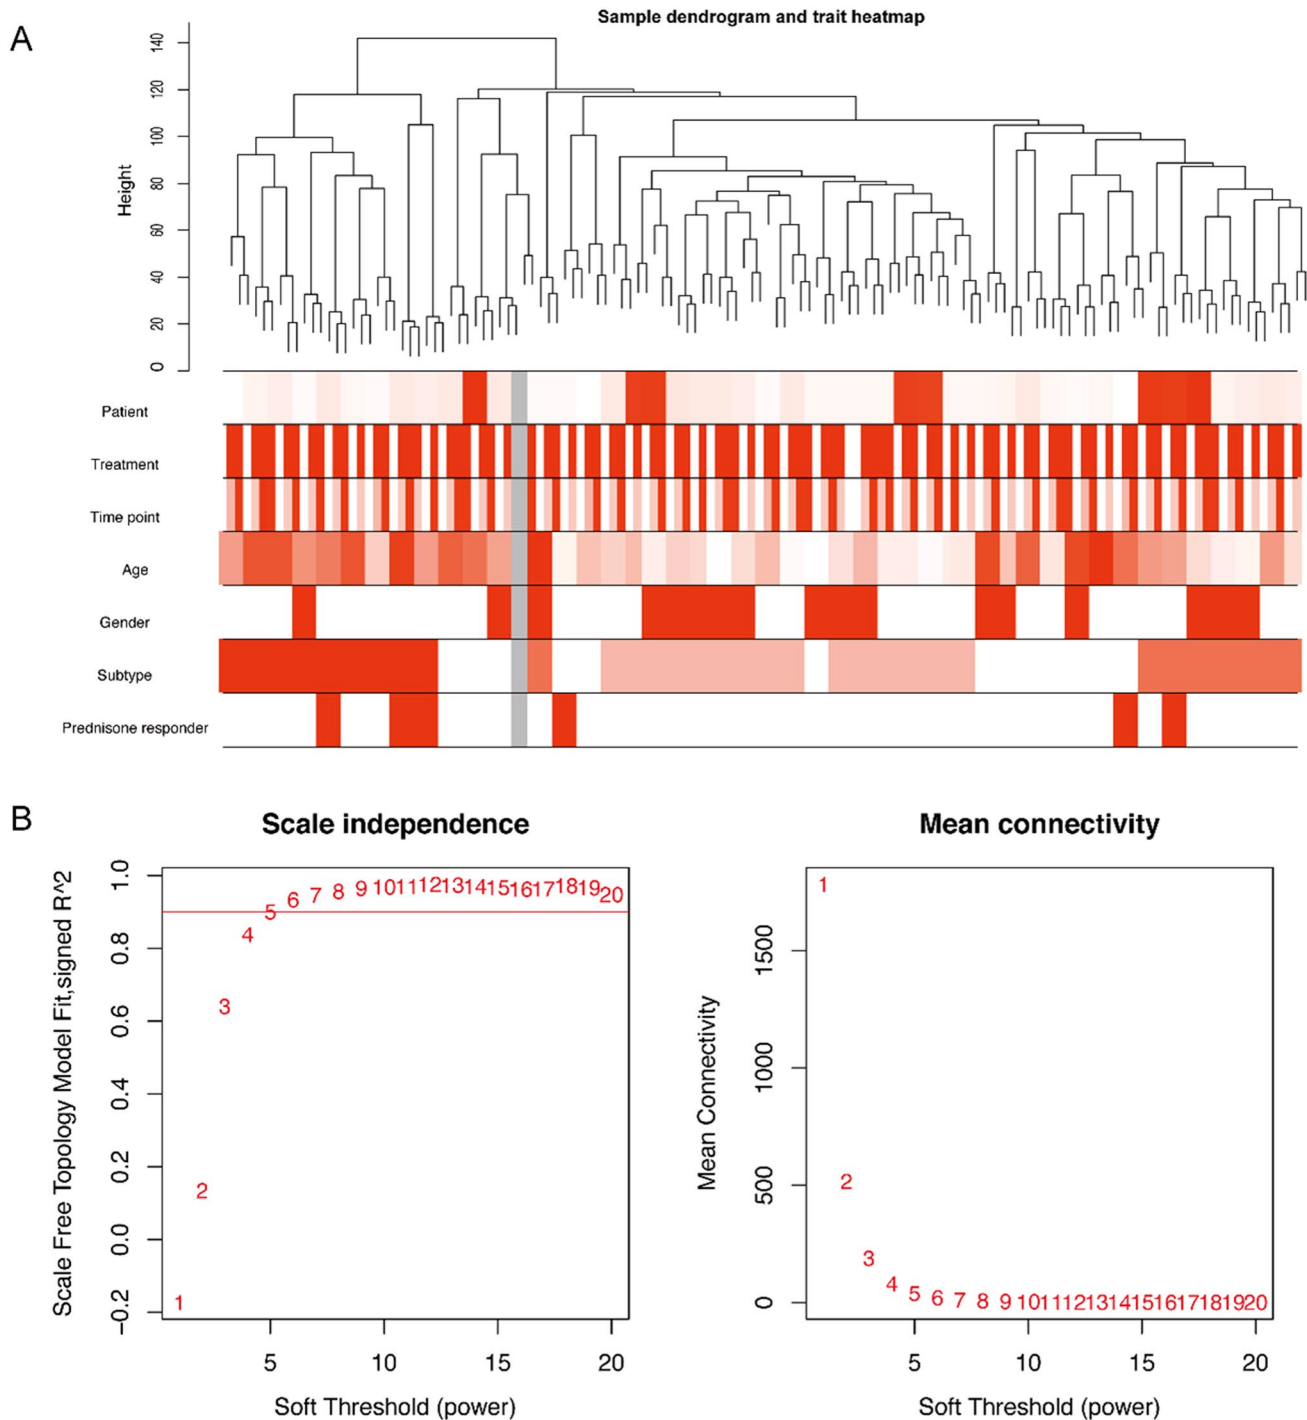 A
Sample dendrogram and trait heatmap
Height
140
120
100
80
60
40
20
0
Patient
Treatment
Time point
Age
Gender
Subtype
Prednisone responder
B
Scale independence
Scale Free Topology Model Fit,signed R^2
1.0
0.8
0.6
0.4
0.2
0.0
−0.2
1 2 3 4 5 6 7 8 9 10 11 12 13 14 15 16 17 18 19 20
5 10 15 20
Soft Threshold (power)
Mean connectivity
Mean Connectivity
1500
1000
500
0
1 2 3 4 5 6 7 8 9 10 11 12 13 14 15 16 17 18 19 20
5 10 15 20
Soft Threshold (power)